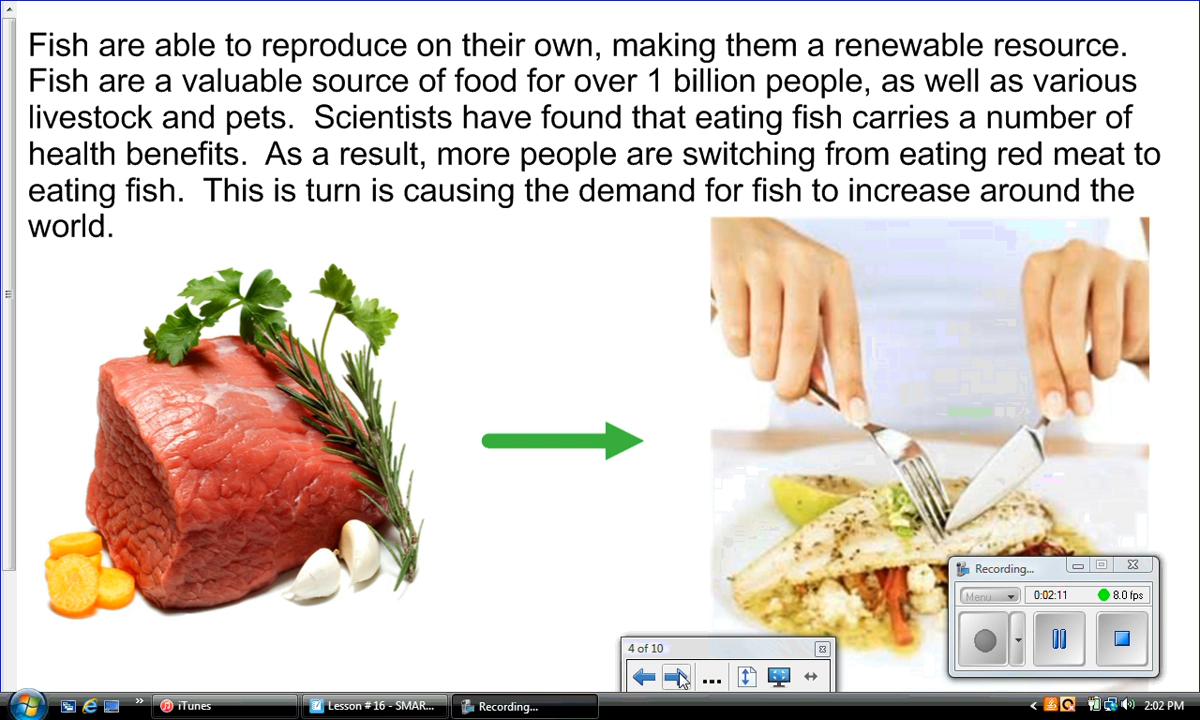 Fish are able to reproduce on their own, making them a renewable resource.
Fish are a valuable source of food for over 1 billion people, as well as various
livestock and pets.  Scientists have found that eating fish carries a number of
health benefits.  As a result, more people are switching from eating red meat to
eating fish.  This is turn is causing the demand for fish to increase around the
world.
Recording...
Menu
0:02:11
8.0 fps
4 of 10
iTunes
Lesson # 16 - SMAR...
Recording...
2:02 PM